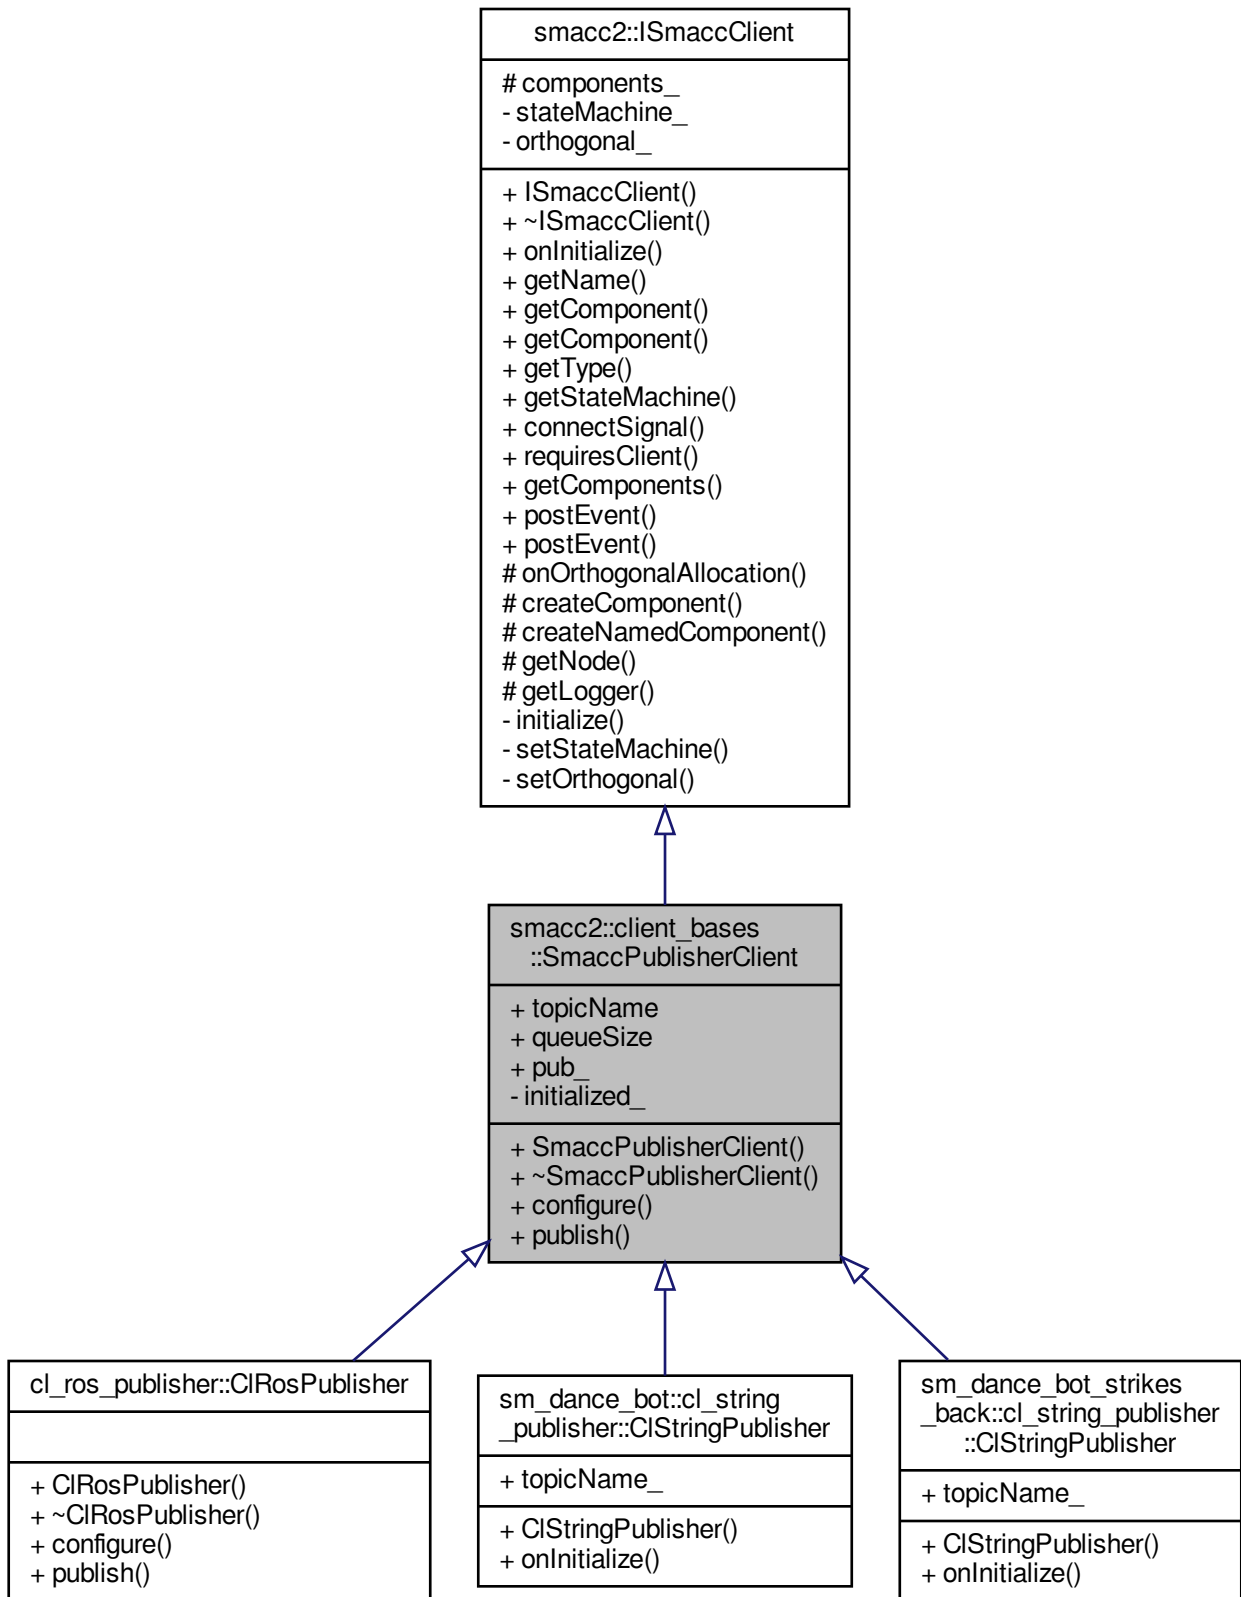 smacc2::ISmaccClient
# components_
- stateMachine_
- orthogonal_
+ ISmaccClient()
+ ~ISmaccClient()
+ onInitialize()
+ getName()
+ getComponent()
+ getComponent()
+ getType()
+ getStateMachine()
+ connectSignal()
+ requiresClient()
+ getComponents()
+ postEvent()
+ postEvent()
# onOrthogonalAllocation()
# createComponent()
# createNamedComponent()
# getNode()
# getLogger()
- initialize()
- setStateMachine()
- setOrthogonal()
smacc2::client_bases
::SmaccPublisherClient
+ topicName
+ queueSize
+ pub_
- initialized_
+ SmaccPublisherClient()
+ ~SmaccPublisherClient()
+ configure()
+ publish()
cl_ros_publisher::ClRosPublisher
+ ClRosPublisher()
+ ~ClRosPublisher()
+ configure()
+ publish()
sm_dance_bot::cl_string
_publisher::ClStringPublisher
+ topicName_
+ ClStringPublisher()
+ onInitialize()
sm_dance_bot_strikes
_back::cl_string_publisher
::ClStringPublisher
+ topicName_
+ ClStringPublisher()
+ onInitialize()